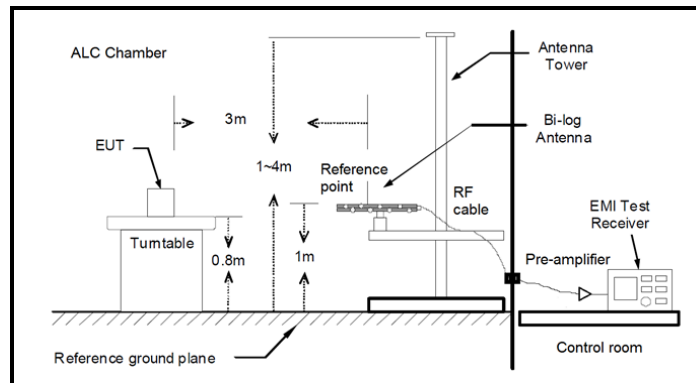 ALC Chamber
Antenna
Tower
3m
Bi-log
Antenna
EUT
1~4m
Reference
point
RF
cable
EMI Test
Receiver
Turntable
0.8m
1m
Pre-amplifier
Reference ground plane
Control room